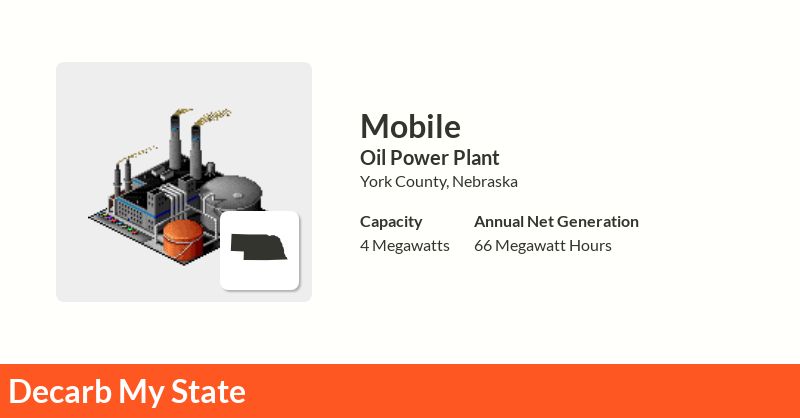 Mobile
Oil Power Plant
York County, Nebraska
Capacity
Annual Net Generation
4 Megawatts
66 Megawatt Hours
Decarb My State